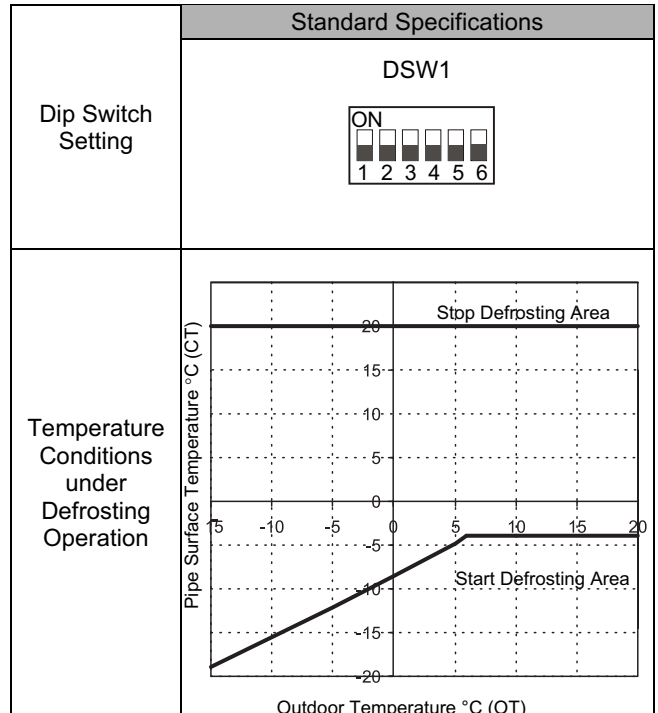 Standard Specifications
Dip Switch
Setting
DSW1
ON
1 2 3 4 5 6
Temperature
Conditions
under
Defrosting
Operation
Pipe Surface Temperature °C (CT)
Stop Defrosting Area
20
15
10
5
0
-15 -10 -5 0 5 10 15 20
-5
Start Defrosting Area
-10
-15
-20
Outdoor Temperature °C (OT)